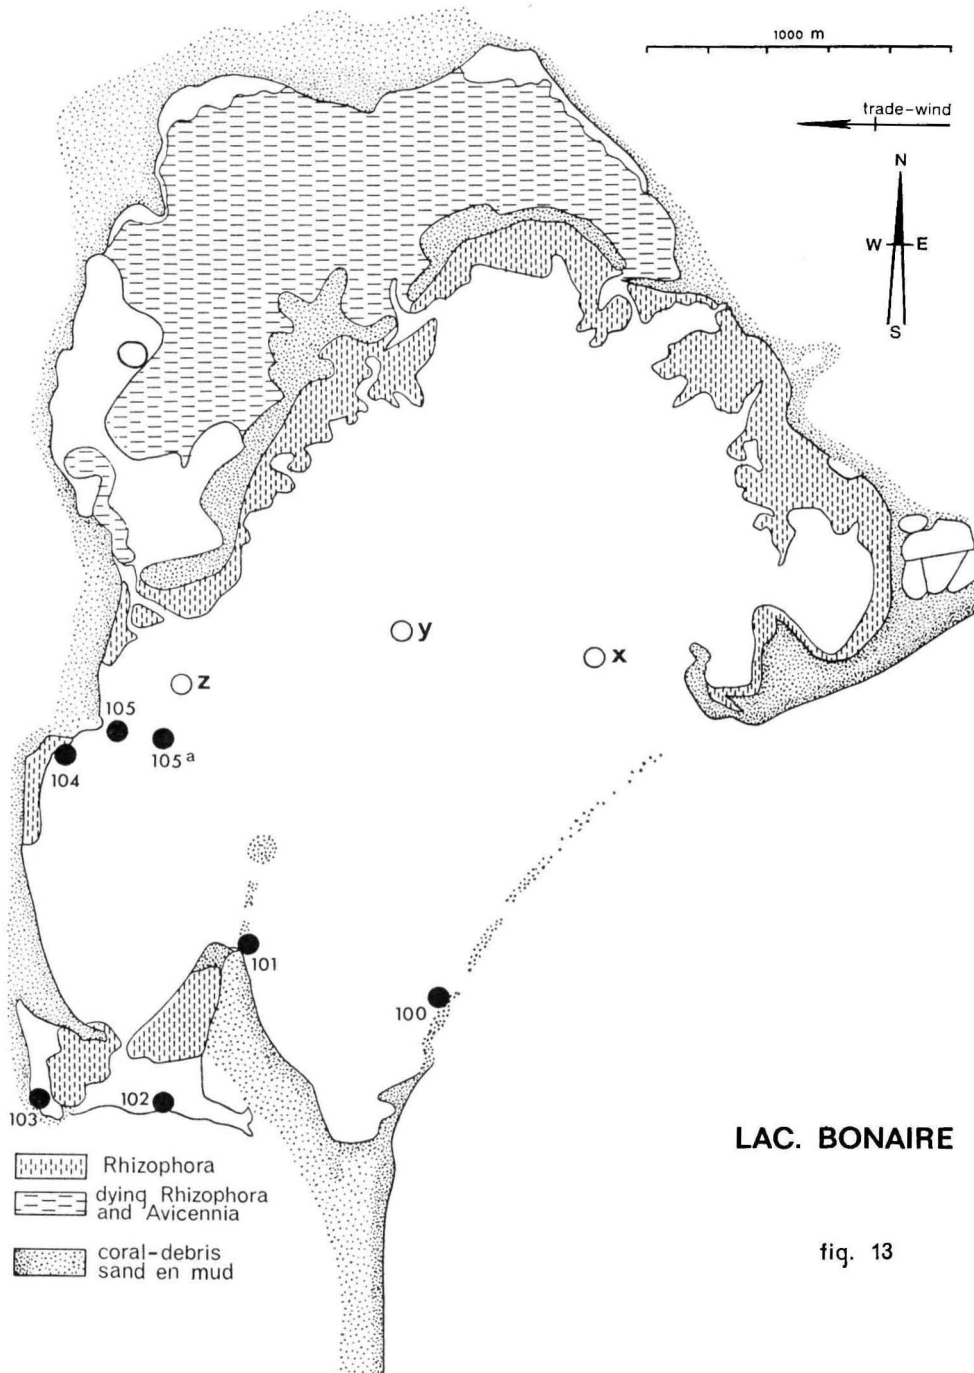 1000 m
trade-wind
N
W E
S
y
x
z
105
105a
104
101
100
103
102
LAC. BONAIRE
Rhizophora
dying Rhizophora
and Avicennia
coral-debris
sand en mud
fig. 13